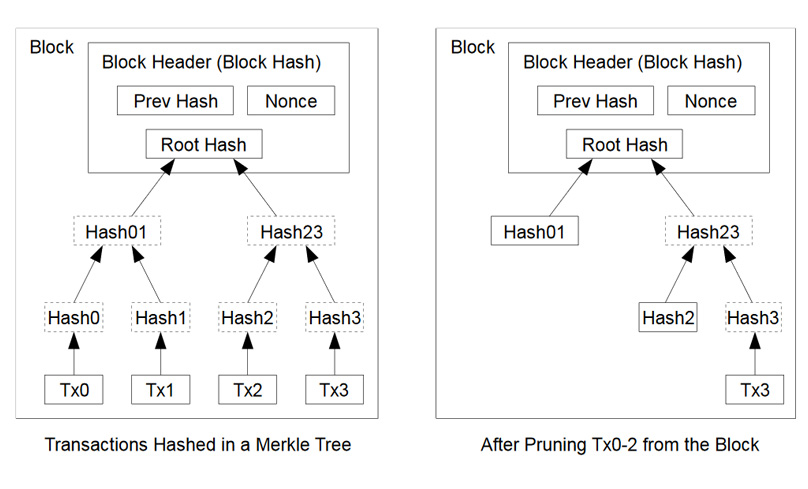 Block
Block Header (Block Hash)
Prev Hash
Nonce
Root Hash
Hash01
Hash23
Hash0
Hash1
Hash2
Hash3
Tx0
Tx1
Tx2
Tx3
Transactions Hashed in a Merkle Tree
Block
Block Header (Block Hash)
Prev Hash
Nonce
Root Hash
Hash01
Hash23
Hash2
Hash3
Tx3
After Pruning Tx0-2 from the Block